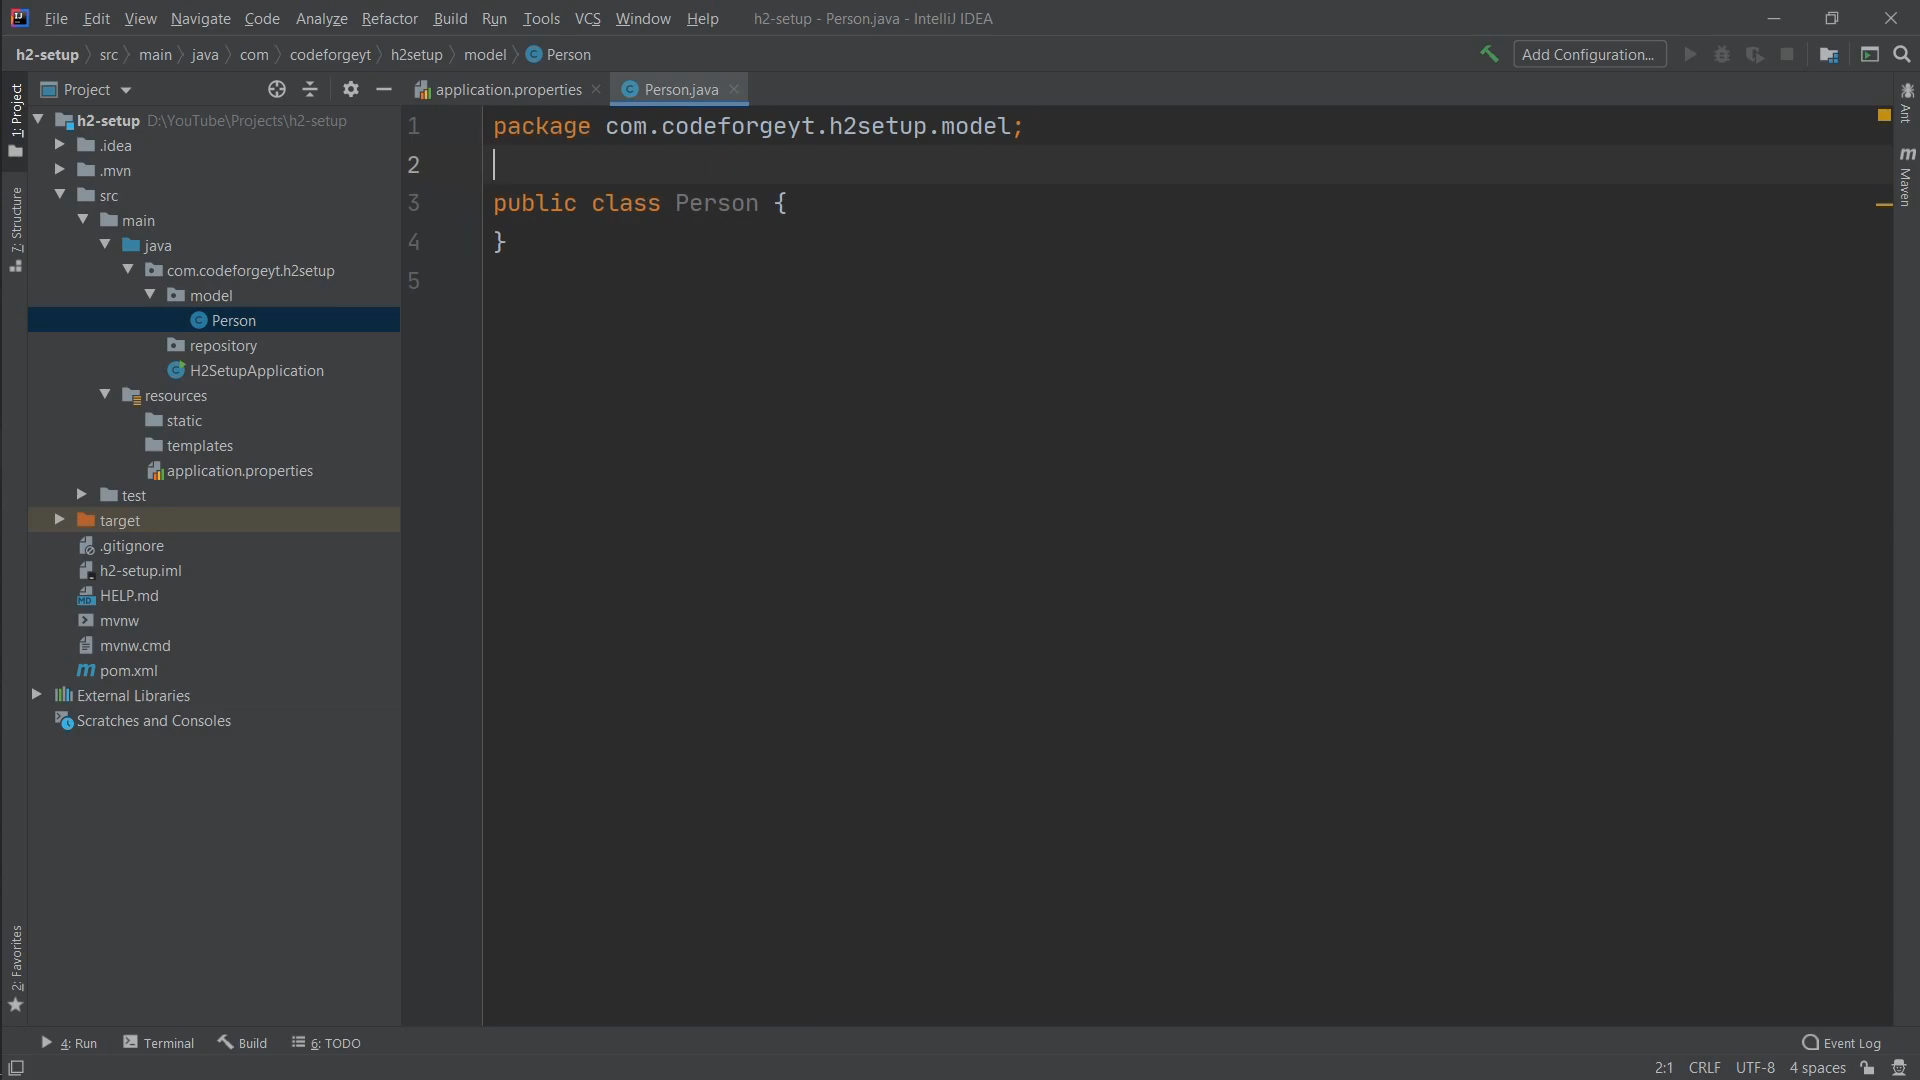 File Edit View Navigate Code Analyze Refactor Build Run Tools VCS Window Help h2-setup - Person.java - IntelliJ IDEA
h2-setup src main java com codeforgeyt h2setup model Person Add Configuration...
Project application.properties Person.java
1: Project
7: Structure
2: Favorites
h2-setup D:\YouTube\Projects\h2-setup
.idea
.mvn
src
main
java
com.codeforgeyt.h2setup
model
Person
repository
H2SetupApplication
resources
static
templates
application.properties
test
target
.gitignore
h2-setup.iml
HELP.md
mvnw
mvnw.cmd
pom.xml
External Libraries
Scratches and Consoles
1 package com.codeforgeyt.h2setup.model;
2
3 public class Person {
4 }
5
Ant
Maven
4: Run Terminal Build 6: TODO Event Log
2:1 CRLF UTF-8 4 spaces